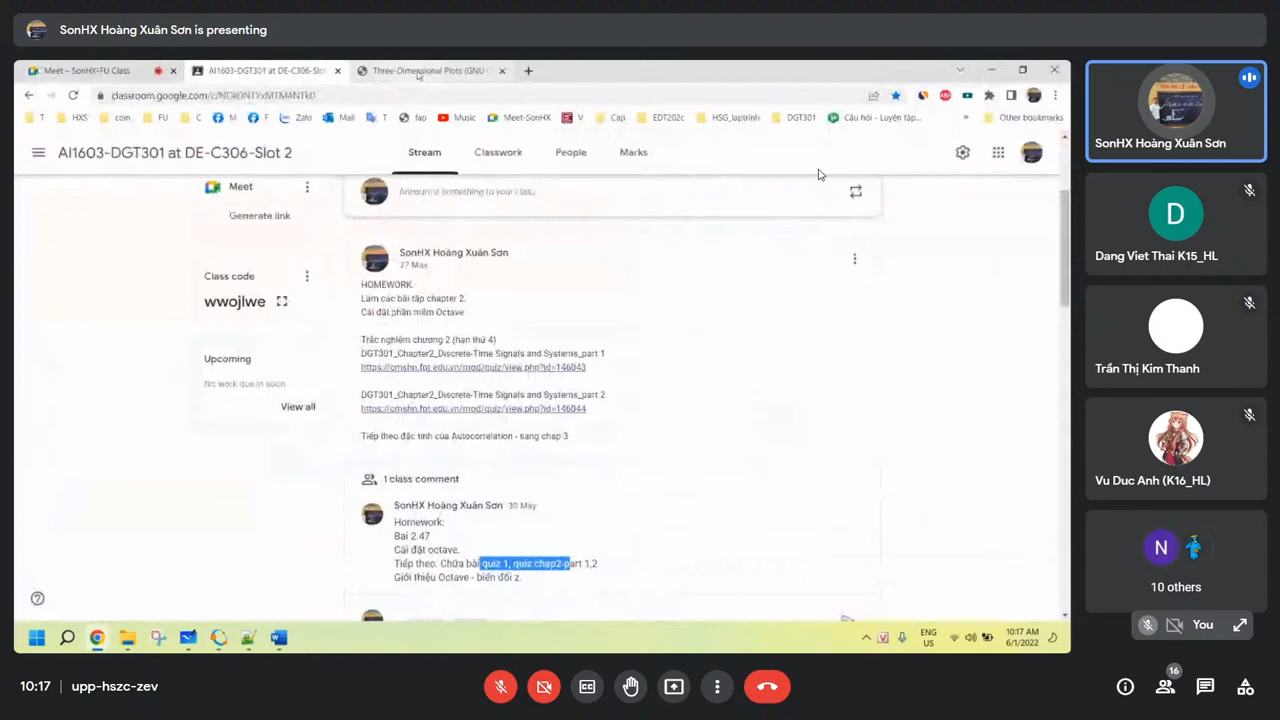 SonHX Hoàng Xuân Sơn is presenting
Meet – SonHX-FU Class
AI1603-DGT301 at DE-C306-Slot
Three-Dimensional Plots (GNU
T
HXS
com
FU
C
M
F
Zalo
Mail
T
fap
Music
Meet-SonHX
V
Cap
EDT202c
HSG_laptrinh
DGT301
Câu hỏi - Luyện tập...
Other bookmarks
AI1603-DGT301 at DE-C306-Slot 2
Stream
Classwork
People
Marks
Meet
Generate link
Class code
wwojlwe
Upcoming
No work due in soon
View all
Announce something to your class
SonHX Hoàng Xuân Sơn
27 May
HOMEWORK.
Làm các bài tập chapter 2.
Cài đặt phần mềm Octave
Trắc nghiệm chương 2 (hạn thứ 4)
DGT301_Chapter2_Discrete-Time Signals and Systems_part 1
https://cmshn.fpt.edu.vn/mod/quiz/view.php?id=146043
DGT301_Chapter2_Discrete-Time Signals and Systems_part 2
https://cmshn.fpt.edu.vn/mod/quiz/view.php?id=146044
Tiếp theo đặc tính của Autocorrelation - sang chap 3
1 class comment
SonHX Hoàng Xuân Sơn 30 May
Homework:
Bai 2.47
Cài đặt octave.
Tiếp theo: Chữa bài quiz 1, quiz chap2-part 1,2
Giới thiệu Octave - biến đổi z.
ENG
US
10:17 AM
6/1/2022
SonHX Hoàng Xuân Sơn
D
Dang Viet Thai K15_HL
Trần Thị Kim Thanh
Vu Duc Anh (K16_HL)
N
10 others
You
10:17 | upp-hszc-zev
16